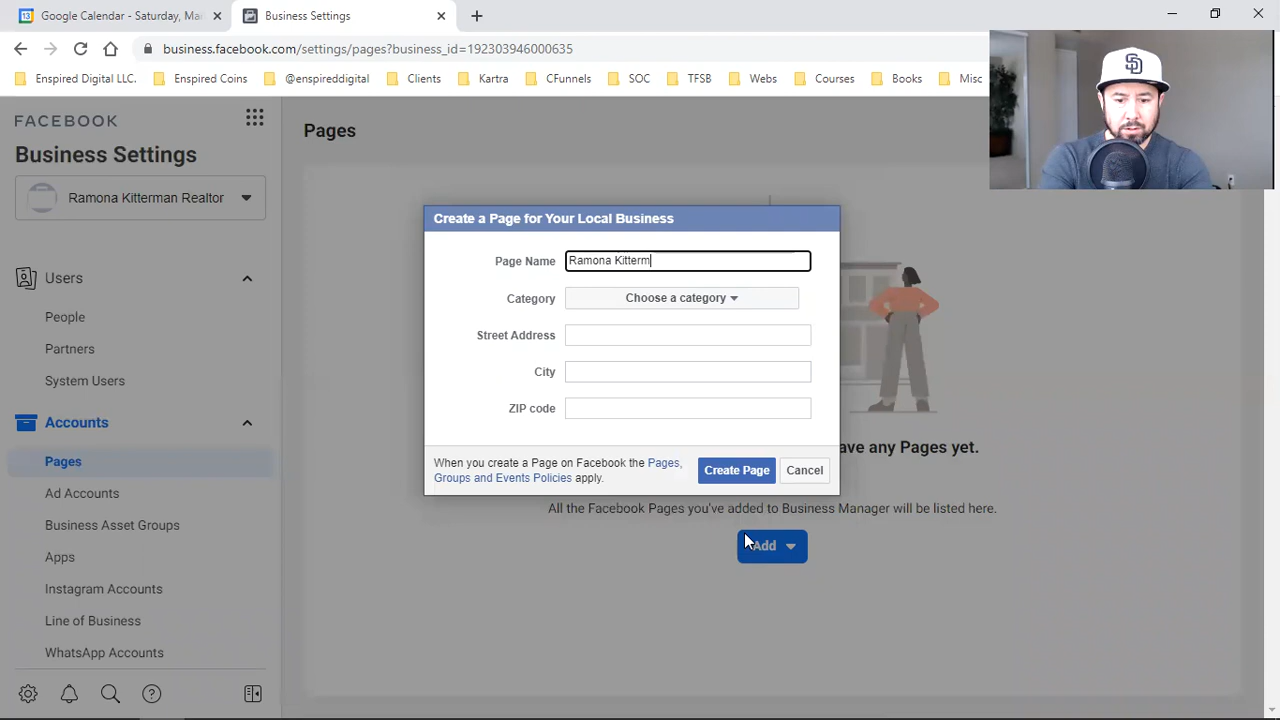 Google Calendar - Saturday, Ma
Business Settings
business.facebook.com/settings/pages?business_id=192303946000635
Enspired Digital LLC.
Enspired Coins
@enspireddigital
Clients
Kartra
CFunnels
SOC
TFSB
Webs
Courses
Books
Misc
FACEBOOK
Business Settings
Ramona Kitterman Realtor
Users
People
Partners
System Users
Accounts
Pages
Ad Accounts
Business Asset Groups
Apps
Instagram Accounts
Line of Business
WhatsApp Accounts
Pages
Create a Page for Your Local Business
Page Name
Ramona Kitterm
Category
Choose a category
Street Address
City
ZIP code
When you create a Page on Facebook the Pages,
Groups and Events Policies apply.
Create Page
Cancel
ave any Pages yet.
All the Facebook Pages you've added to Business Manager will be listed here.
Add
SD